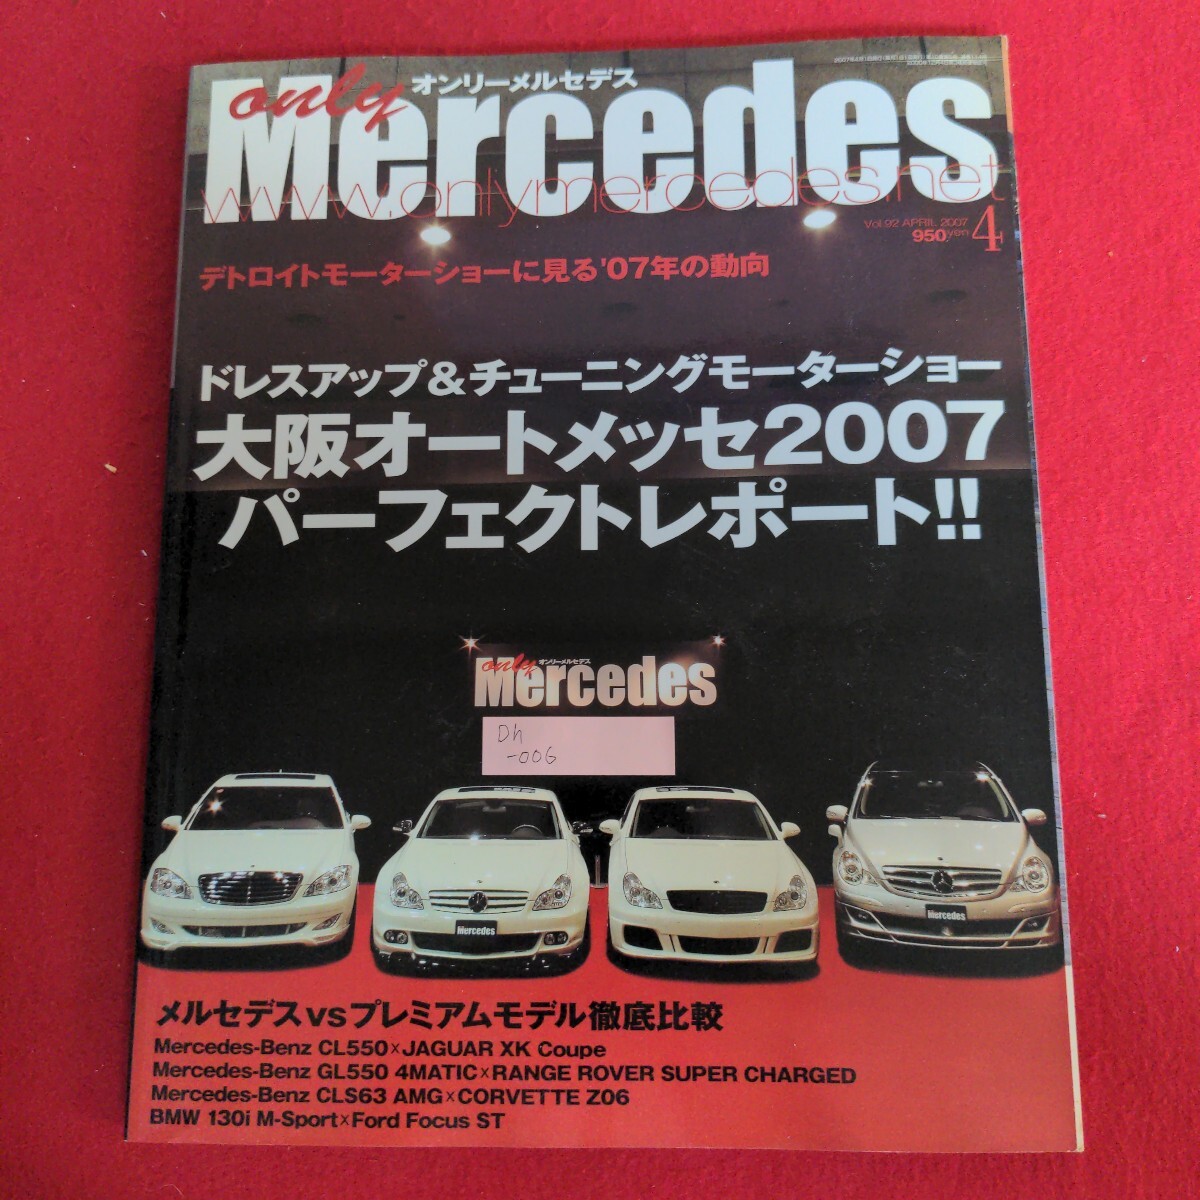 only オンリーメルセデス
Mercedes
www.onlymercedes.net
Vol.92 APRIL 2007
950yen 4
デトロイトモーターショーに見る'07年の動向
ドレスアップ&チューニングモーターショー
大阪オートメッセ2007
パーフェクトレポート!!
only オンリーメルセデス
Mercedes
Dh
-006
Mercedes
Mercedes
メルセデスvsプレミアムモデル徹底比較
Mercedes-Benz CL550×JAGUAR XK Coupe
Mercedes-Benz GL550 4MATIC×RANGE ROVER SUPER CHARGED
Mercedes-Benz CLS63 AMG×CORVETTE Z06
BMW 130i M-Sport×Ford Focus ST